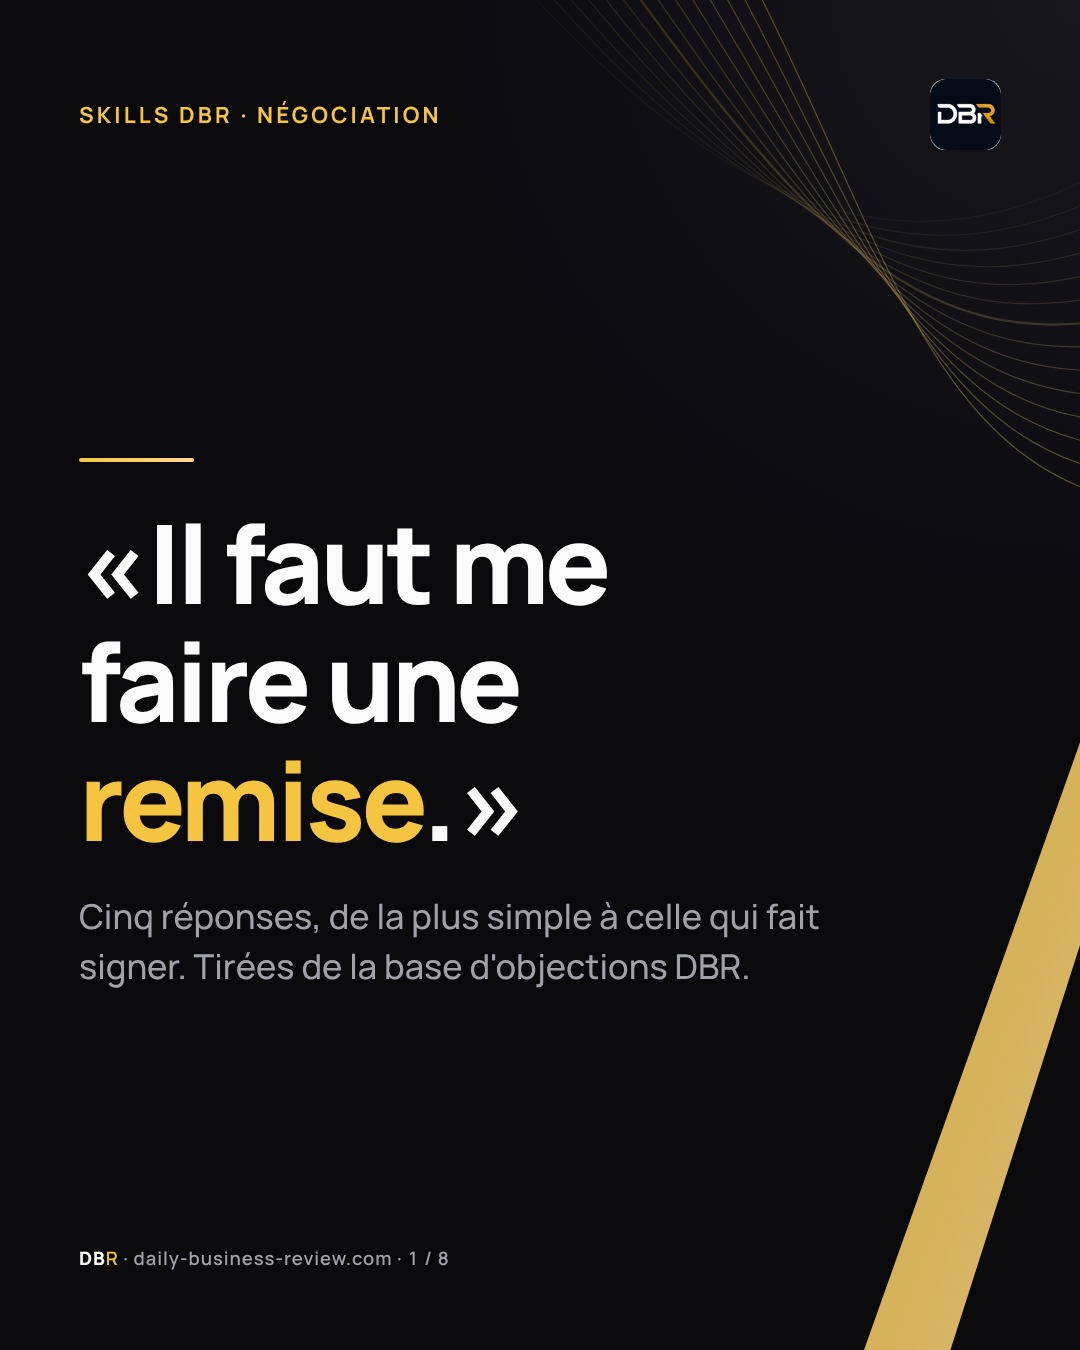 SKILLS DBR · NÉGOCIATION
DBR
«Il faut me
faire une
remise.»
Cinq réponses, de la plus simple à celle qui fait
signer. Tirées de la base d'objections DBR.
DBR · daily-business-review.com · 1 / 8